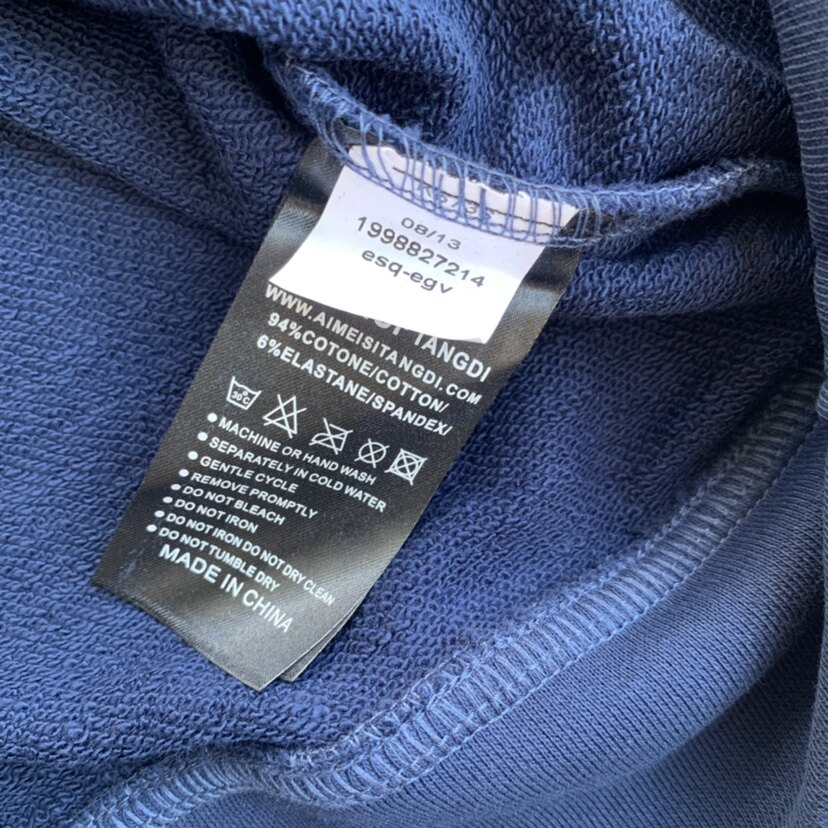 08/13
1998827214
esq-egv
TANGDI
WWW.AIMEISITANGDI.COM
94%COTONE/COTTON/
6%ELASTANE/SPANDEX/
30°C
MACHINE OR HAND WASH
SEPARATELY IN COLD WATER
GENTLE CYCLE
REMOVE PROMPTLY
DO NOT BLEACH
DO NOT IRON
DO NOT IRON DO NOT DRY CLEAN
DO NOT TUMBLE DRY
MADE IN CHINA